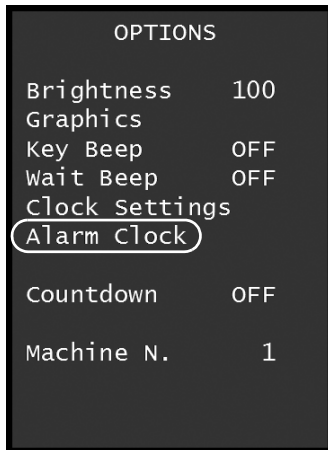 OPTIONS
Brightness 100
Graphics
Key Beep OFF
Wait Beep OFF
Clock Settings
Alarm Clock
Countdown OFF
Machine N. 1